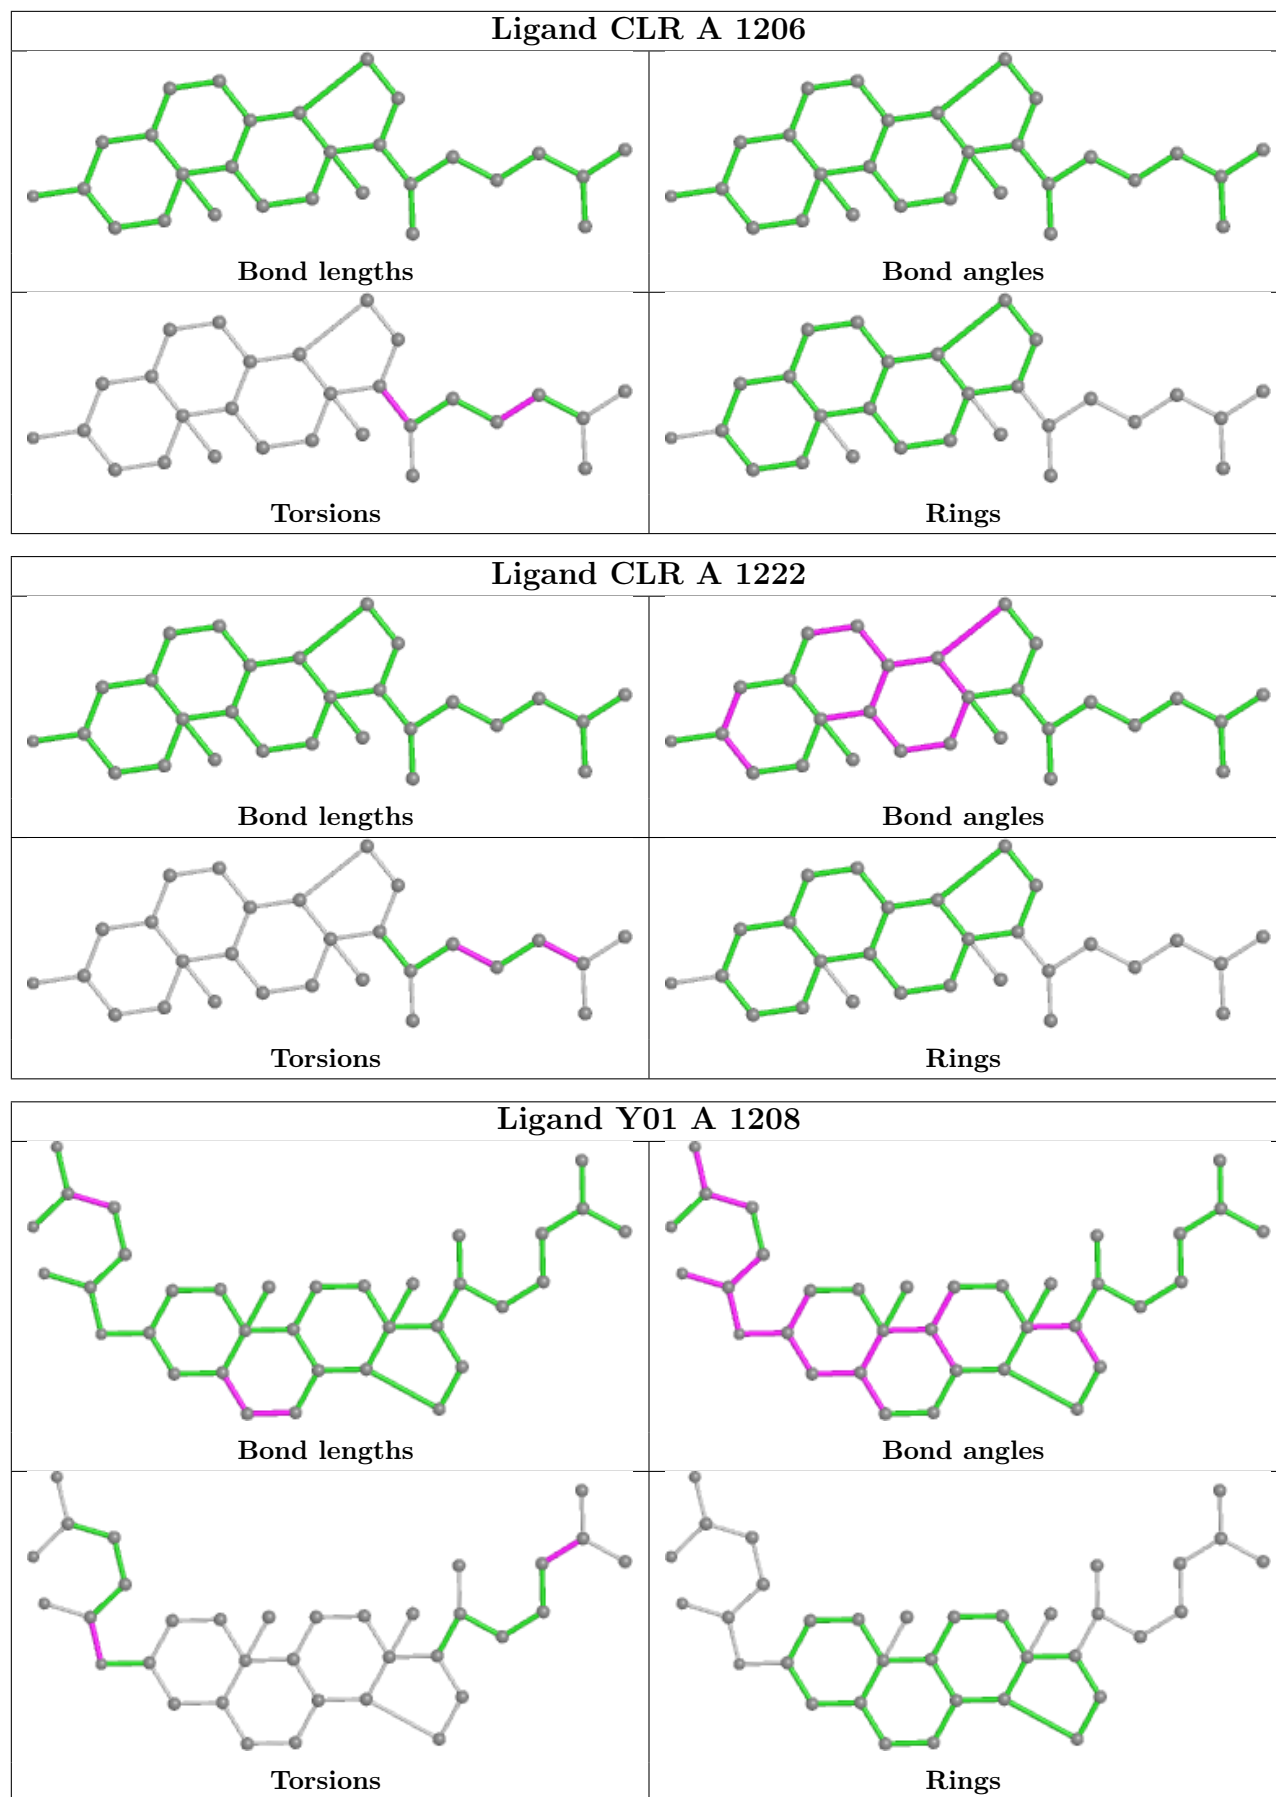 Ligand CLR A 1206
Bond lengths
Bond angles
Torsions
Rings
Ligand CLR A 1222
Bond lengths
Bond angles
Torsions
Rings
Ligand Y01 A 1208
Bond lengths
Bond angles
Torsions
Rings